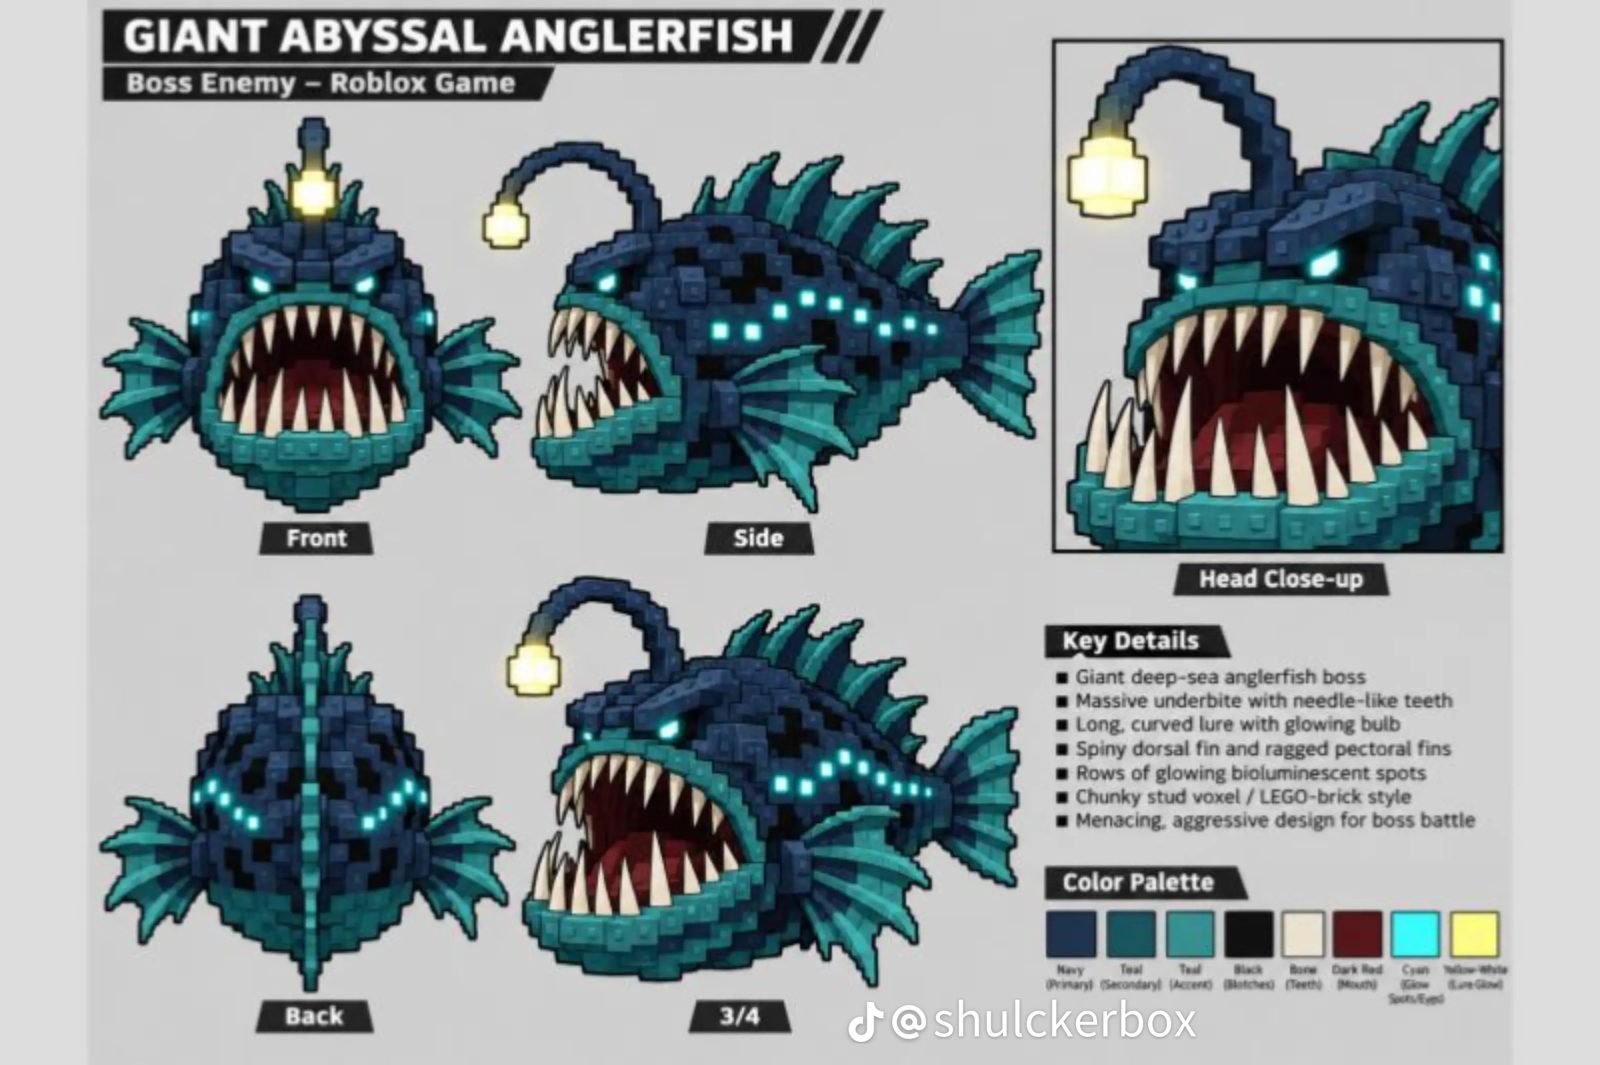 GIANT ABYSSAL ANGLERFISH
Boss Enemy – Roblox Game
Front
Side
Head Close-up
Back
3/4
Key Details
Giant deep-sea anglerfish boss
Massive underbite with needle-like teeth
Long, curved lure with glowing bulb
Spiny dorsal fin and ragged pectoral fins
Rows of glowing bioluminescent spots
Chunky stud voxel / LEGO-brick style
Menacing, aggressive design for boss battle
Color Palette
Navy (Primary)
Teal (Secondary)
Teal (Accent)
Black (Blotches)
Bone (Teeth)
Dark Red (Mouth)
Cyan (Glow Spots/Eyes)
Yellow-White (Lure Glow)
@shulckerbox